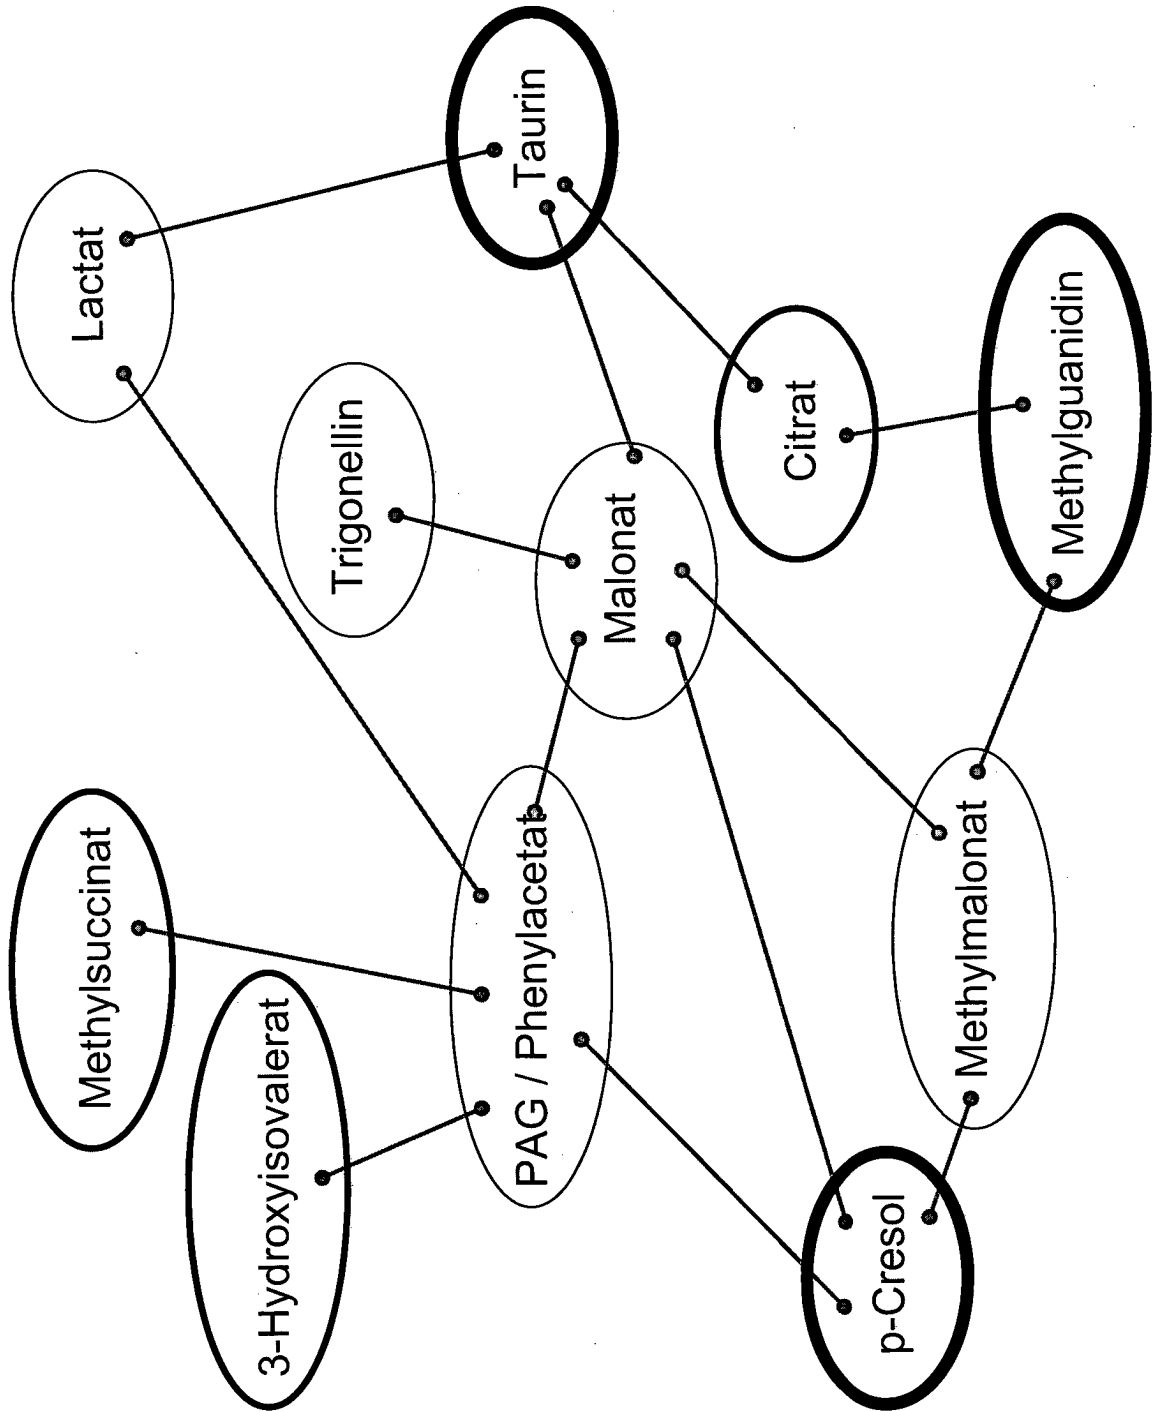 Methylsuccinat
Lactat
3-Hydroxyisovalerat
Trigonellin
PAG / Phenylacetat
Taurin
Malonat
Citrat
p-Cresol
Methylmalonat
Methylguanidin